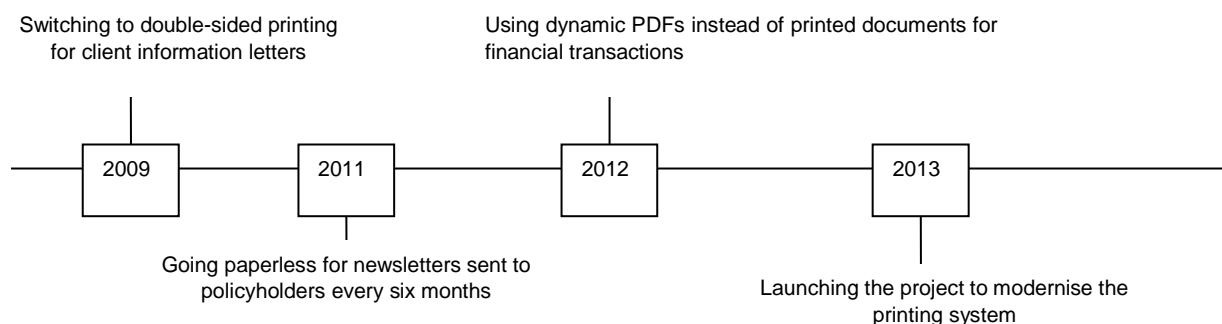 Switching to double-sided printing
for client information letters
Using dynamic PDFs instead of printed documents for
financial transactions
2009
2011
2012
2013
Going paperless for newsletters sent to
policyholders every six months
Launching the project to modernise the
printing system